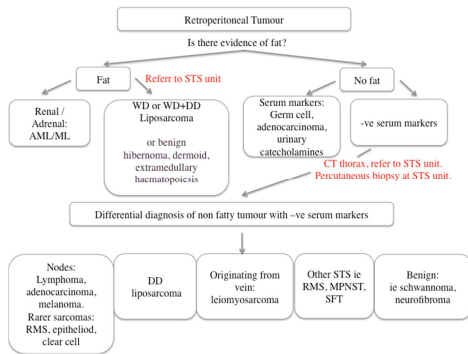 Retroperitoneal Tumour
Is there evidence of fat?
Fat
Referr to STS unit
No fat
Renal /
Adrenal:
AML/ML
WD or WD+DD
Liposarcoma
or benign
hibernoma, dermoid,
extramedullary
haematopoiesis
Serum markers:
Germ cell,
adenocarcinoma,
urinary
catecholamines
-ve serum markers
CT thorax, refer to STS unit.
Percutaneous biopsy at STS unit.
Differential diagnosis of non fatty tumour with –ve serum markers
Nodes:
Lymphoma,
adenocarcinoma,
melanoma.
Rarer sarcomas:
RMS, epitheliod,
clear cell
DD
liposarcoma
Originating from
vein:
leiomyosarcoma
Other STS ie
RMS, MPNST,
SFT
Benign:
ie schwannoma,
neurofibroma